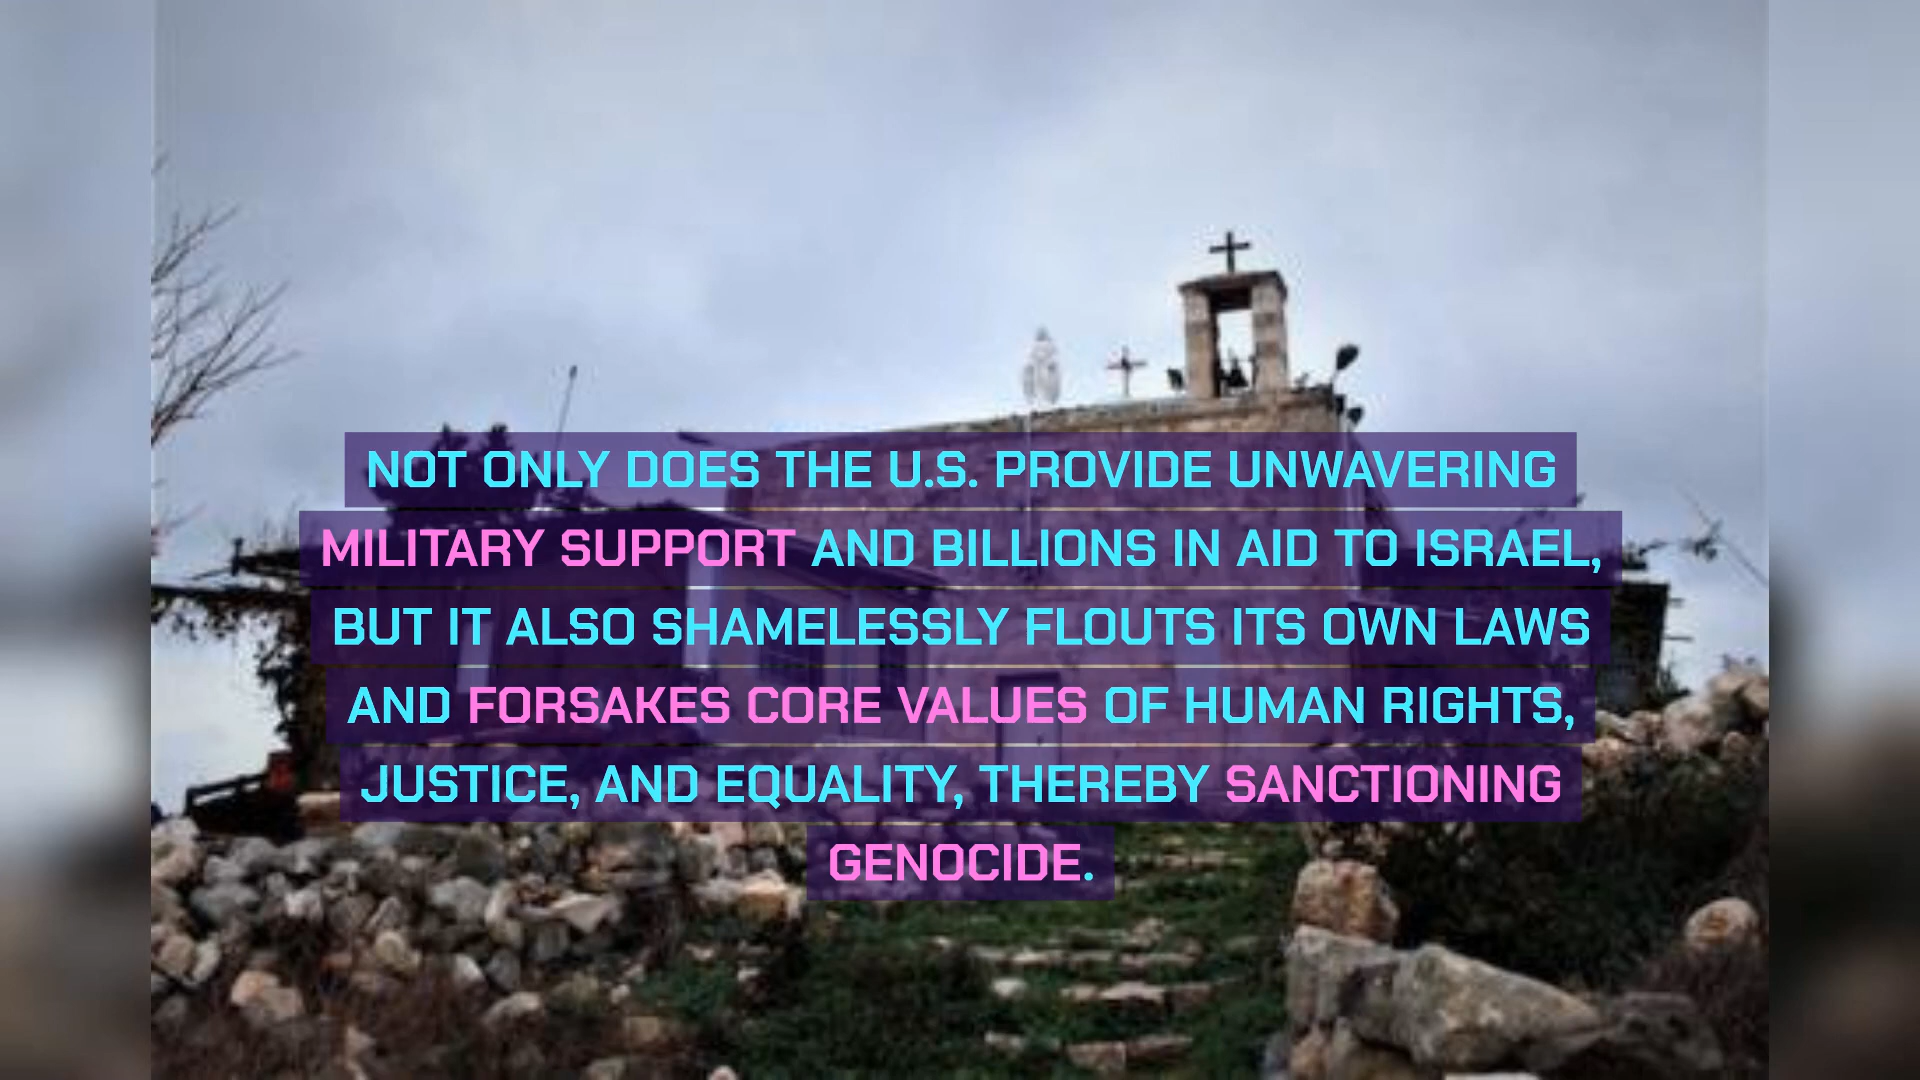 NOT ONLY DOES THE U.S. PROVIDE UNWAVERING
MILITARY SUPPORT AND BILLIONS IN AID TO ISRAEL,
BUT IT ALSO SHAMELESSLY FLOUTS ITS OWN LAWS
AND FORSAKES CORE VALUES OF HUMAN RIGHTS,
JUSTICE, AND EQUALITY, THEREBY SANCTIONING
GENOCIDE.